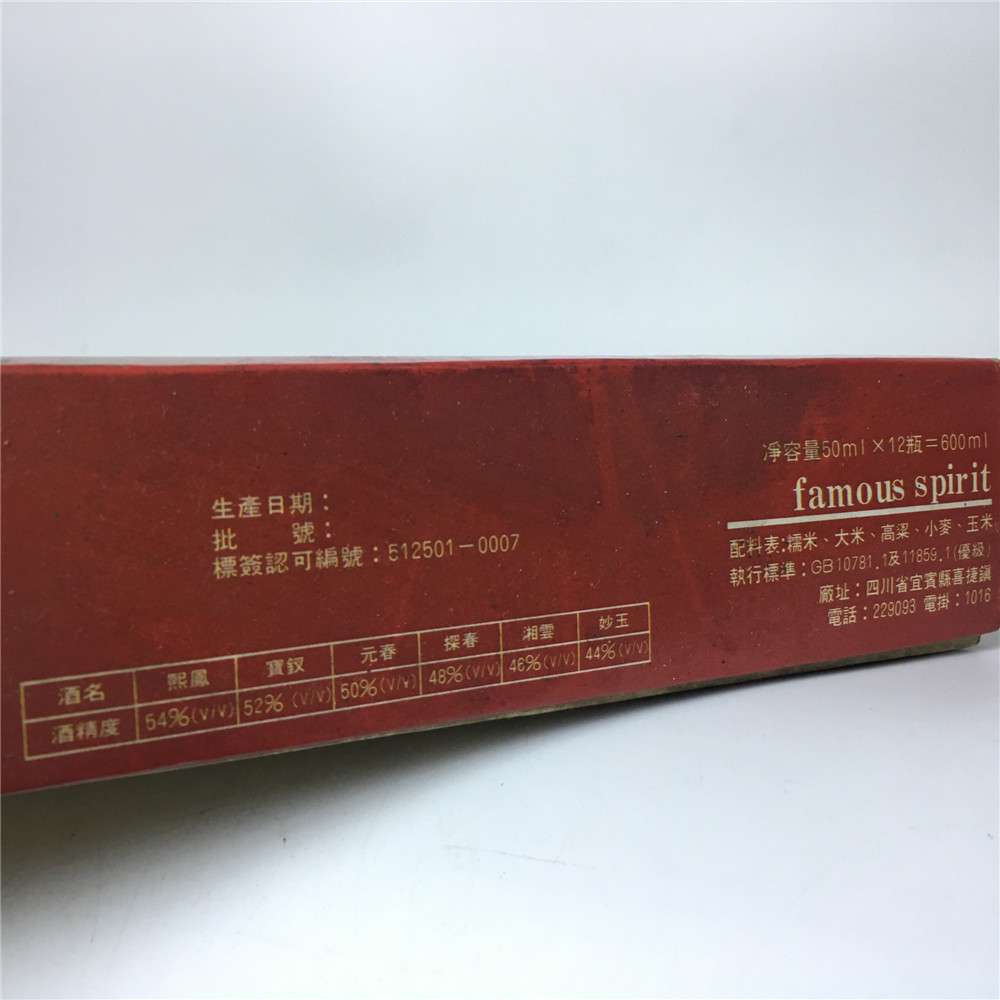 生產日期：
批　　號：
標簽認可編號：512501-0007
酒名 熙鳳 寶釵 元春 探春 湘雲 妙玉
酒精度 54%(V/V) 52%(V/V) 50%(V/V) 48%(V/V) 46%(V/V) 44%(V/V)
凈容量50ml×12瓶=600ml
famous spirit
配料表:糯米、大米、高粱、小麥、玉米
執行標準：GB10781.1及11859.1(優級)
廠址：四川省宜賓縣喜捷鎮
電話：229093 電掛：1016